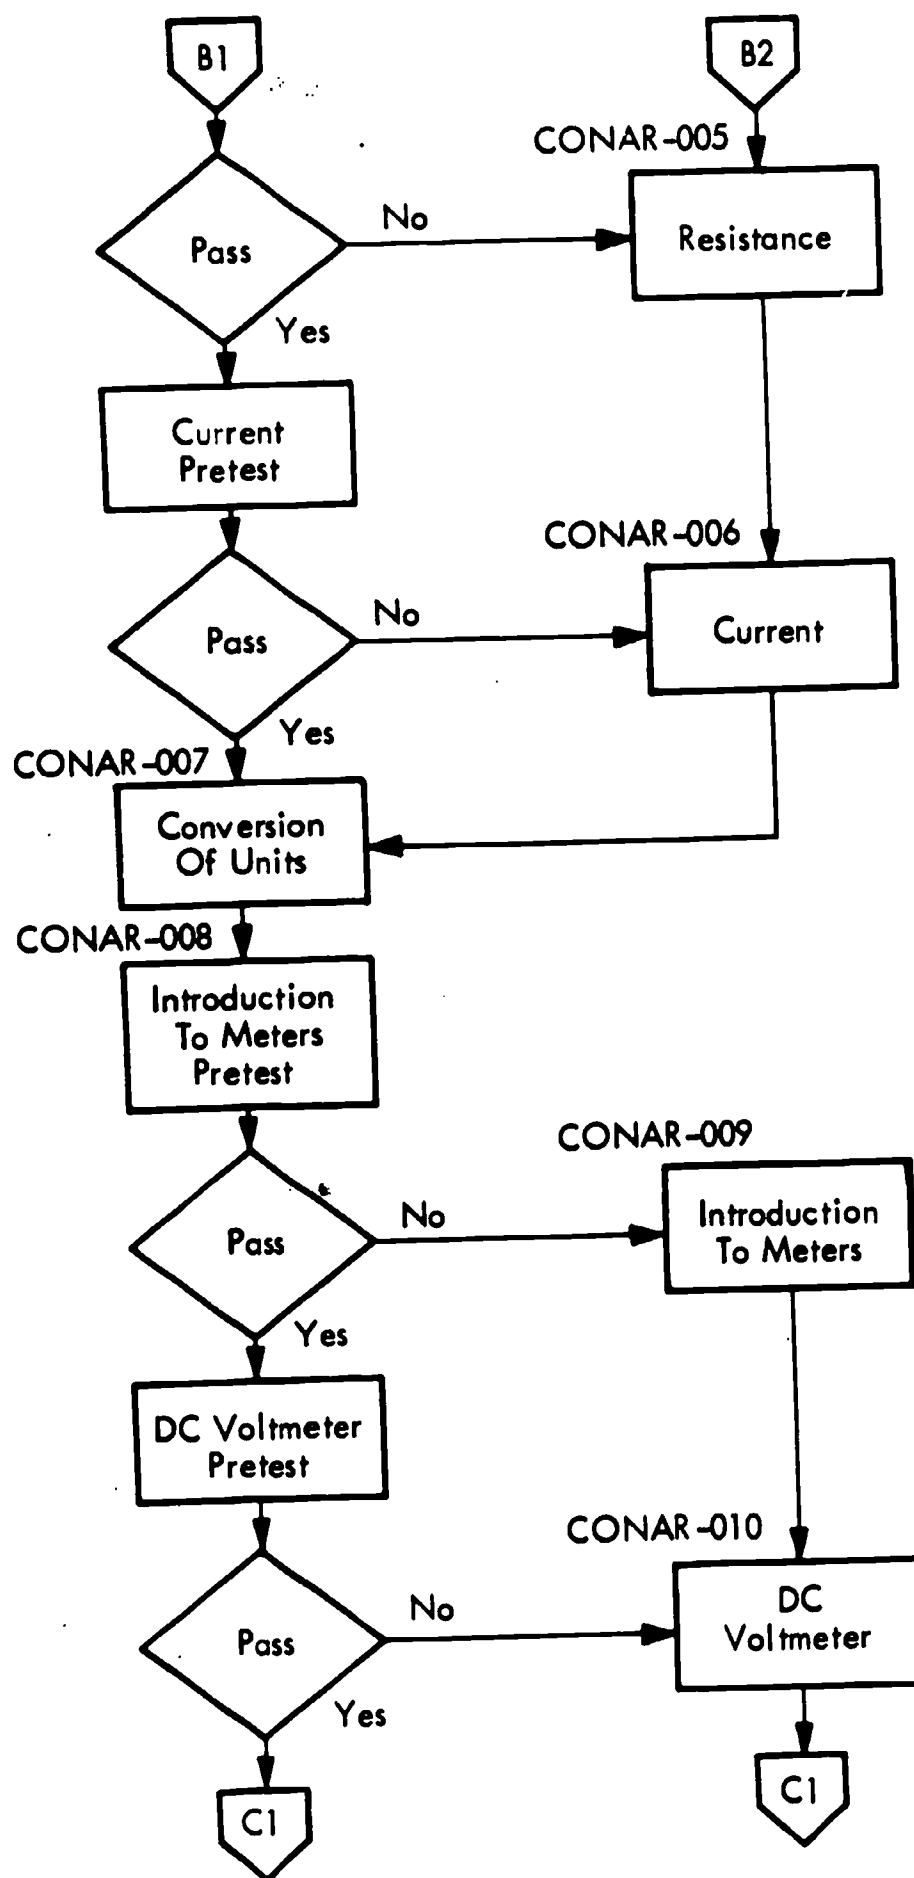 B1
B2
CONAR-005
Pass
No
Resistance
Yes
Current
Pretest
CONAR-006
Pass
No
Current
Yes
CONAR-007
Conversion
Of Units
CONAR-008
Introduction
To Meters
Pretest
CONAR-009
Pass
No
Introduction
To Meters
Yes
DC Voltmeter
Pretest
CONAR-010
Pass
No
DC
Voltmeter
Yes
C1
C1